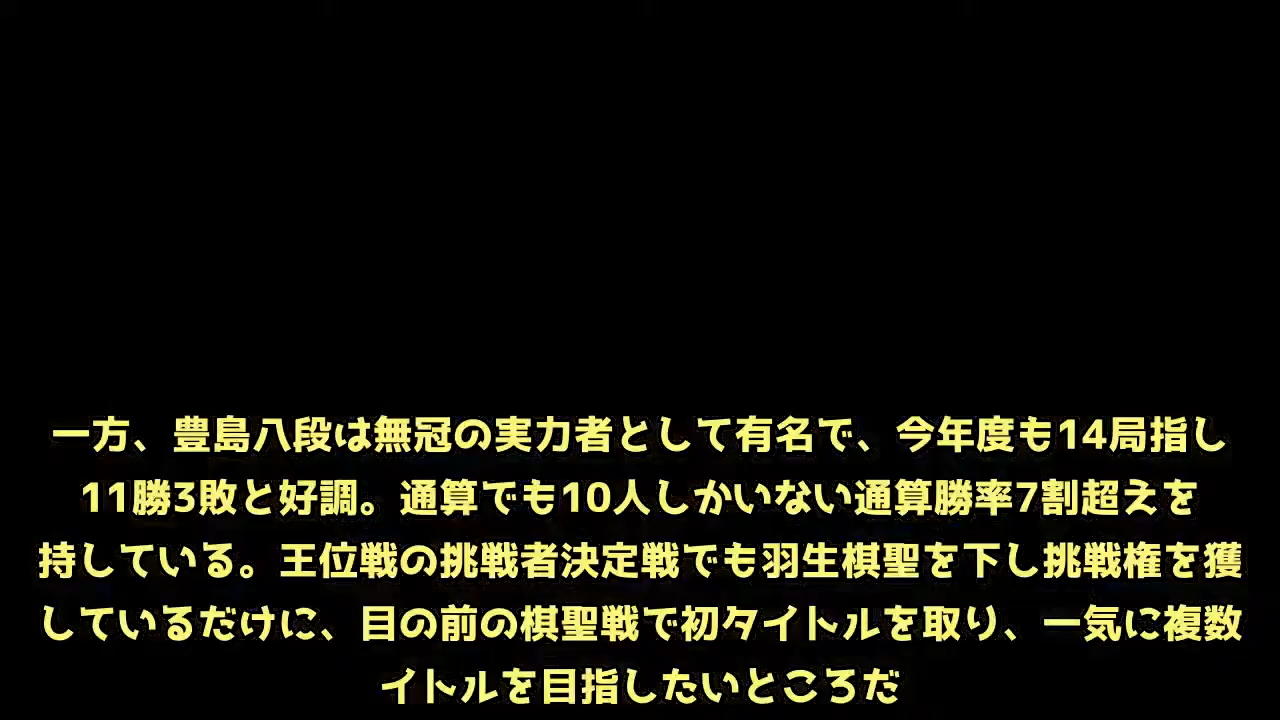 一方、豊島八段は無冠の実力者として有名で、今年度も14局指し
11勝3敗と好調。通算でも10人しかいない通算勝率7割超えを
持している。王位戦の挑戦者決定戦でも羽生棋聖を下し挑戦権を獲
しているだけに、目の前の棋聖戦で初タイトルを取り、一気に複数
イトルを目指したいところだ